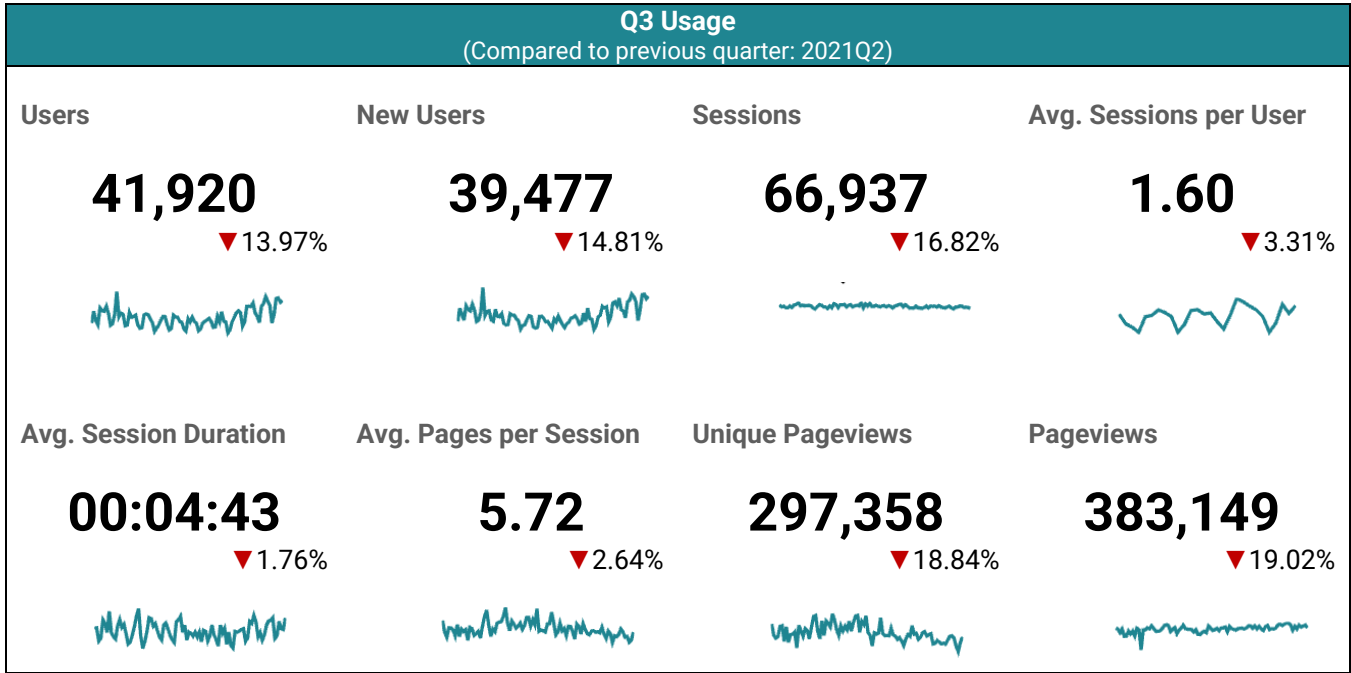 Q3 Usage
(Compared to previous quarter: 2021Q2)
Users
New Users
Sessions
Avg. Sessions per User
41,920
39,477
66,937
1.60
▼13.97%
▼14.81%
▼16.82%
▼3.31%
Avg. Session Duration
Avg. Pages per Session
Unique Pageviews
Pageviews
00:04:43
5.72
297,358
383,149
▼1.76%
▼2.64%
▼18.84%
▼19.02%